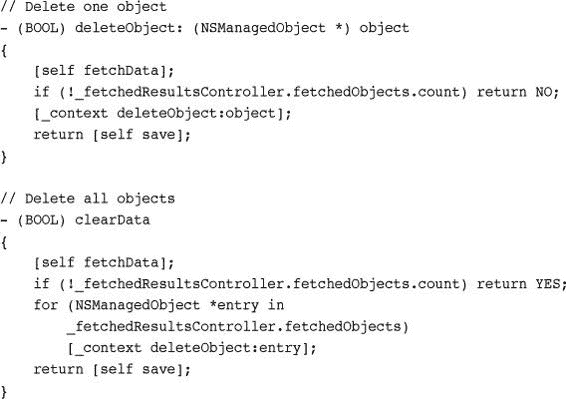 // Delete one object
- (BOOL) deleteObject: (NSManagedObject *) object
{
    [self fetchData];
    if (!_fetchedResultsController.fetchedObjects.count) return NO;
    [_context deleteObject:object];
    return [self save];
}

// Delete all objects
- (BOOL) clearData
{
    [self fetchData];
    if (!_fetchedResultsController.fetchedObjects.count) return YES;
    for (NSManagedObject *entry in
        _fetchedResultsController.fetchedObjects)
        [_context deleteObject:entry];
    return [self save];
}